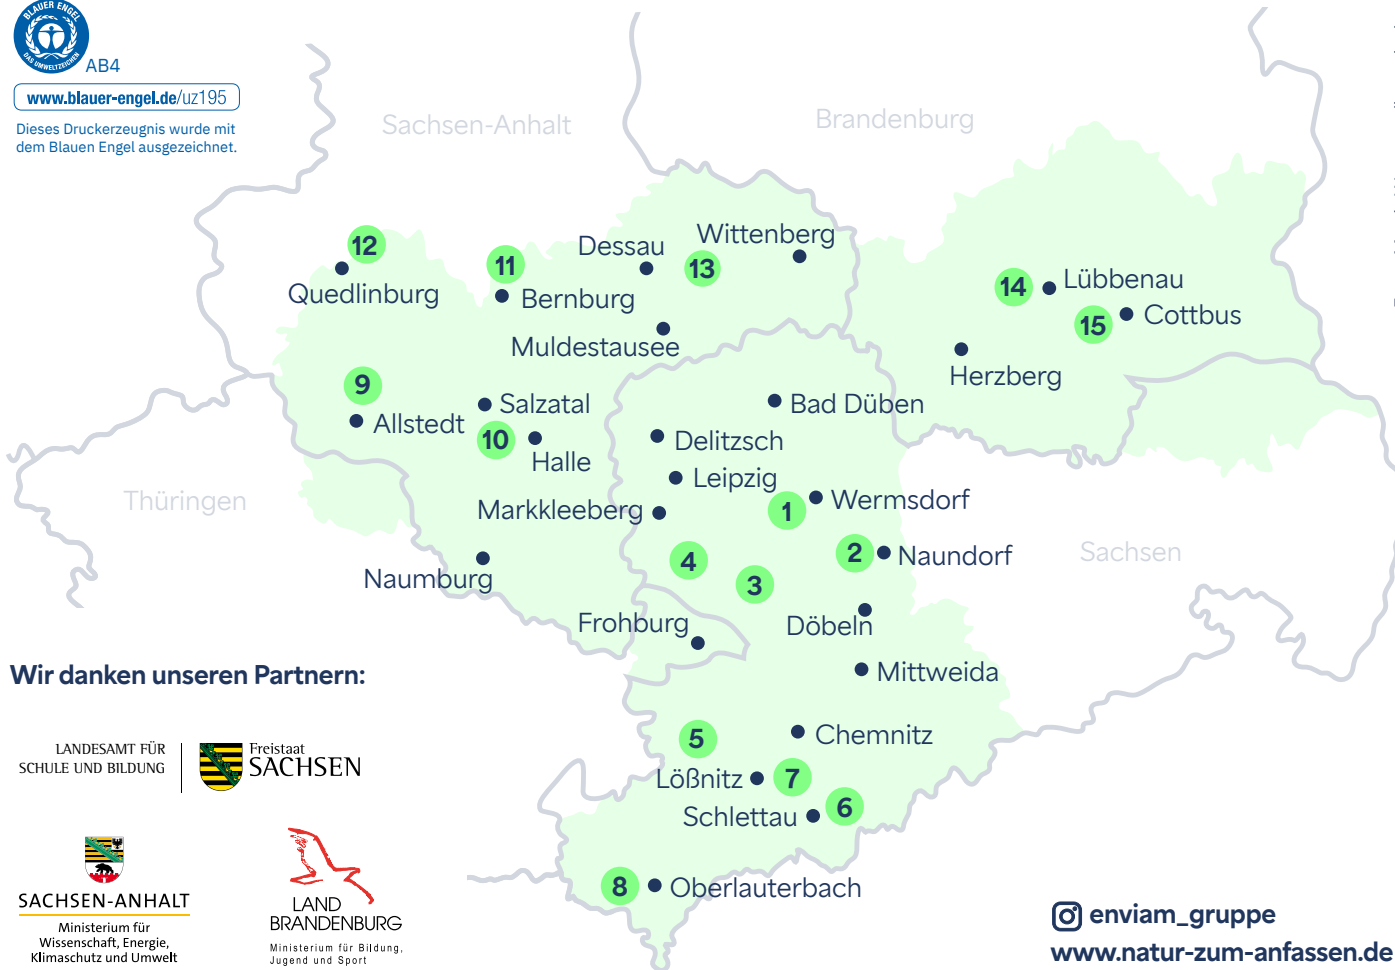 BLAUER ENGEL
DAS UMWELTZEICHEN
AB4
www.blauer-engel.de/uz195
Dieses Druckerzeugnis wurde mit
dem Blauen Engel ausgezeichnet.
Sachsen-Anhalt
Brandenburg
12
Quedlinburg
11
Bernburg
Dessau
13
Wittenberg
14
Lübbenau
15
Cottbus
Muldestausee
Herzberg
9
Allstedt
Salzatal
10
Halle
Bad Düben
Delitzsch
Leipzig
Thüringen
Markkleeberg
1
Wermsdorf
2
Naundorf
Sachsen
4
3
Naumburg
Frohburg
Döbeln
Mittweida
5
Chemnitz
Lößnitz
7
Schlettau
6
8
Oberlauterbach
Wir danken unseren Partnern:
LANDESAMT FÜR
SCHULE UND BILDUNG
Freistaat
SACHSEN
SACHSEN-ANHALT
Ministerium für
Wissenschaft, Energie,
Klimaschutz und Umwelt
LAND
BRANDENBURG
Ministerium für Bildung,
Jugend und Sport
enviam_gruppe
www.natur-zum-anfassen.de